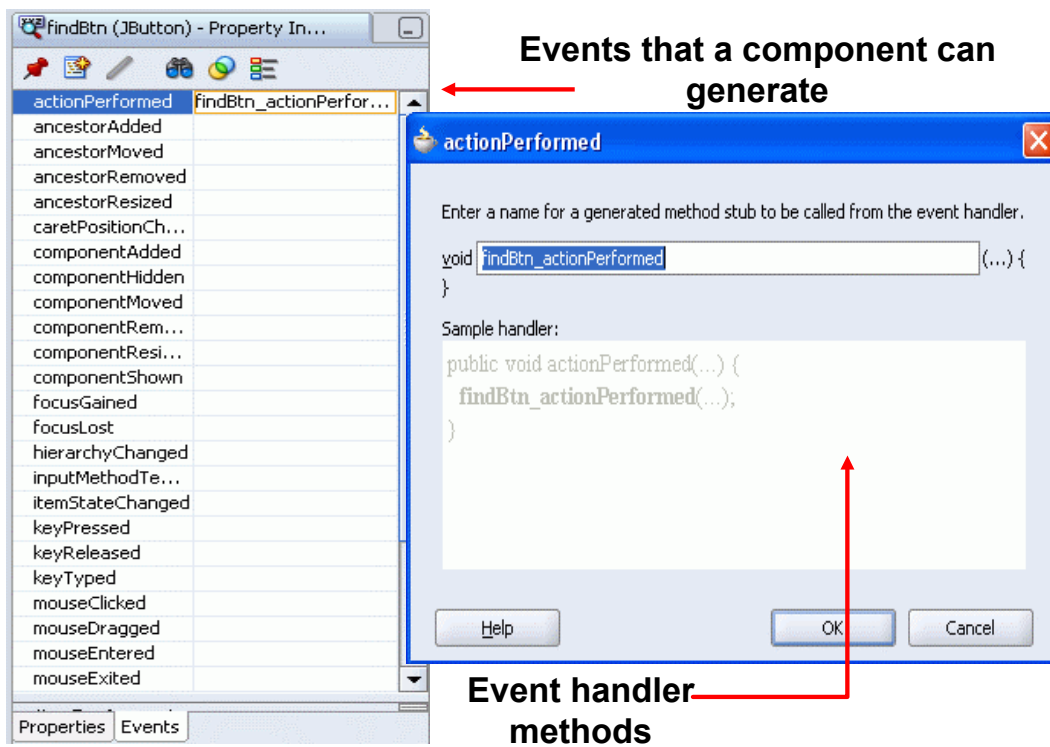 findBtn (JButton) - Property In...
Events that a component can
generate
actionPerformed findBtn_actionPerfor...
ancestorAdded
ancestorMoved
ancestorRemoved
ancestorResized
caretPositionCh...
componentAdded
componentHidden
componentMoved
componentRem...
componentResi...
componentShown
focusGained
focusLost
hierarchyChanged
inputMethodTe...
itemStateChanged
keyPressed
keyReleased
keyTyped
mouseClicked
mouseDragged
mouseEntered
mouseExited
Properties Events
actionPerformed
Enter a name for a generated method stub to be called from the event handler.
void findBtn_actionPerformed (...) {
}
Sample handler:
public void actionPerformed(...) {
findBtn_actionPerformed(...);
}
Help OK Cancel
Event handler
methods